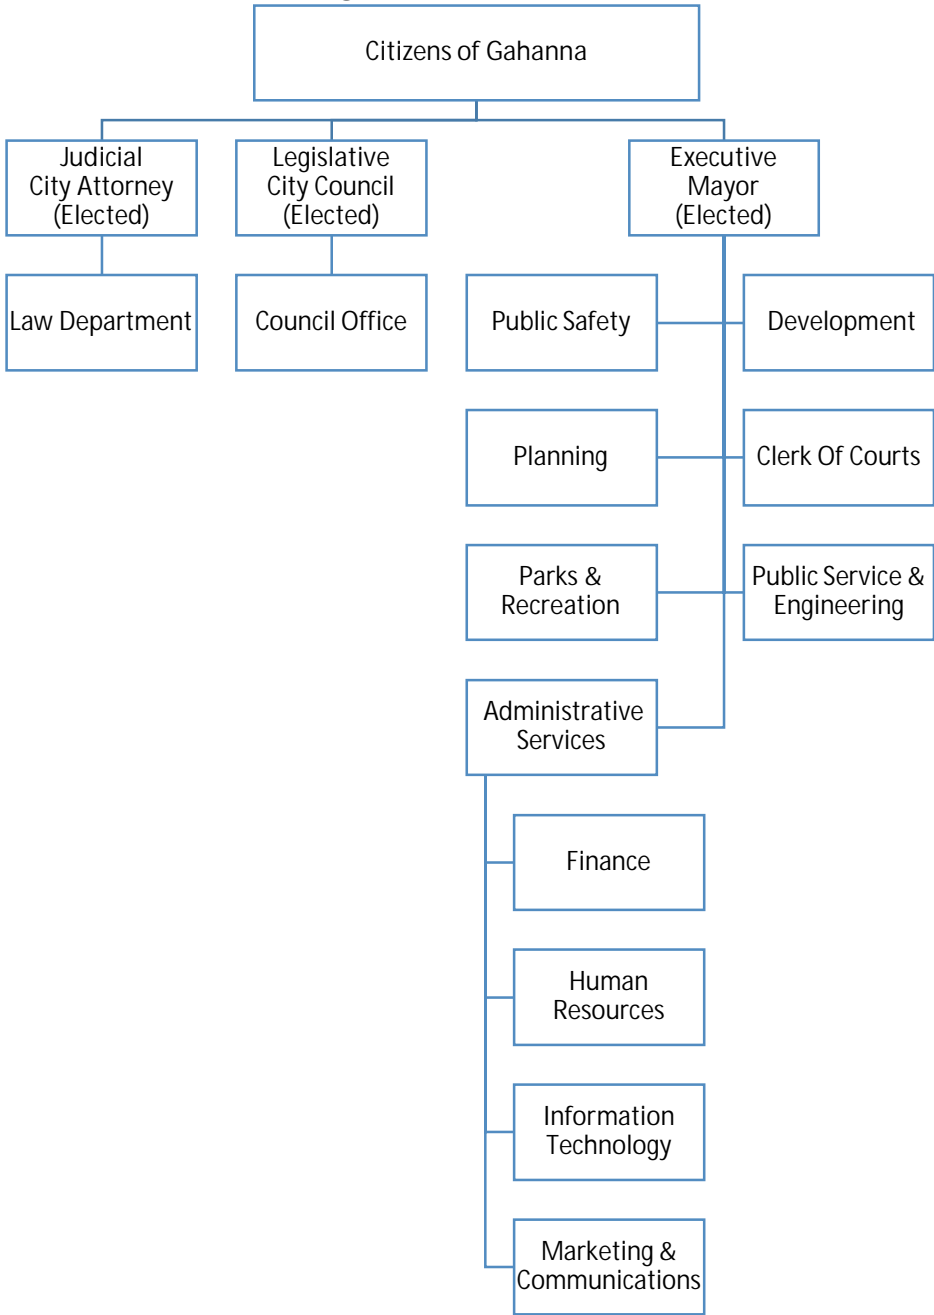 Citizens of Gahanna
Judicial
City Attorney
(Elected)
Legislative
City Council
(Elected)
Executive
Mayor
(Elected)
Law Department
Council Office
Public Safety
Development
Planning
Clerk Of Courts
Parks &
Recreation
Public Service &
Engineering
Administrative
Services
Finance
Human
Resources
Information
Technology
Marketing &
Communications